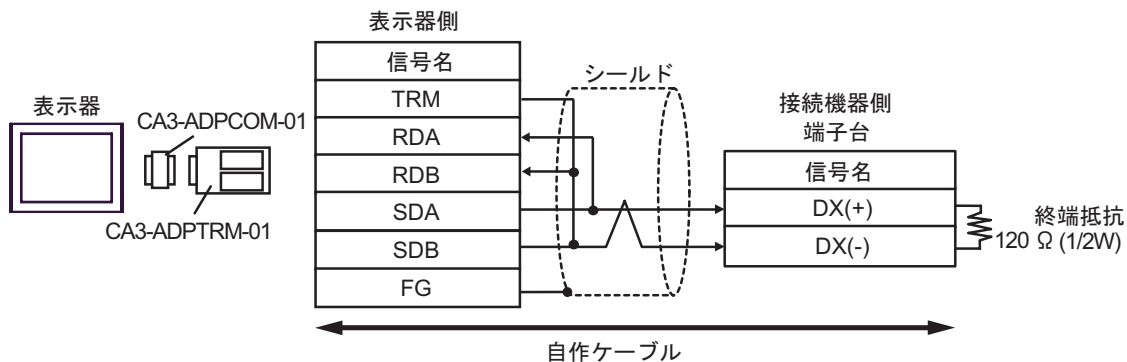 表示器側
信号名
TRM
RDA
RDB
SDA
SDB
FG
表示器
CA3-ADPCOM-01
CA3-ADPTRM-01
シールド
接続機器側
端子台
信号名
DX(+)
DX(-)
終端抵抗
120 Ω (1/2W)
自作ケーブル